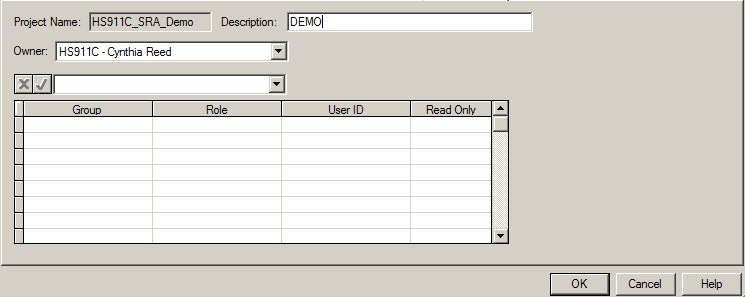 Project Name: HS911C_SRA_Demo Description: DEMO
Owner: HS911C - Cynthia Reed
Group Role User ID Read Only
OK Cancel Help